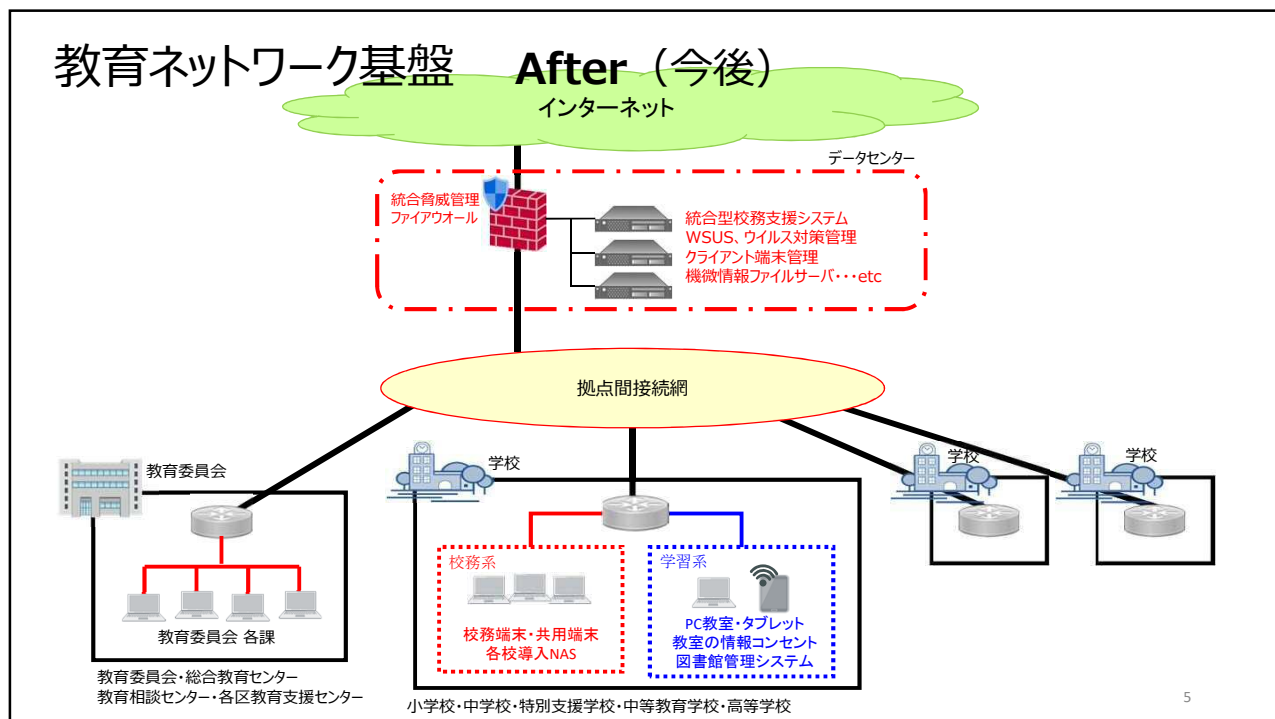 教育ネットワーク基盤 After（今後）
インターネット
データセンター
統合脅威管理
ファイアウオール
統合型校務支援システム
WSUS、ウイルス対策管理
クライアント端末管理
機微情報ファイルサーバ・・・etc
拠点間接続網
教育委員会
学校
学校
学校
校務系
学習系
校務端末・共用端末
各校導入NAS
PC教室・タブレット
教室の情報コンセント
図書館管理システム
教育委員会 各課
教育委員会・総合教育センター
教育相談センター・各区教育支援センター
小学校・中学校・特別支援学校・中等教育学校・高等学校
5